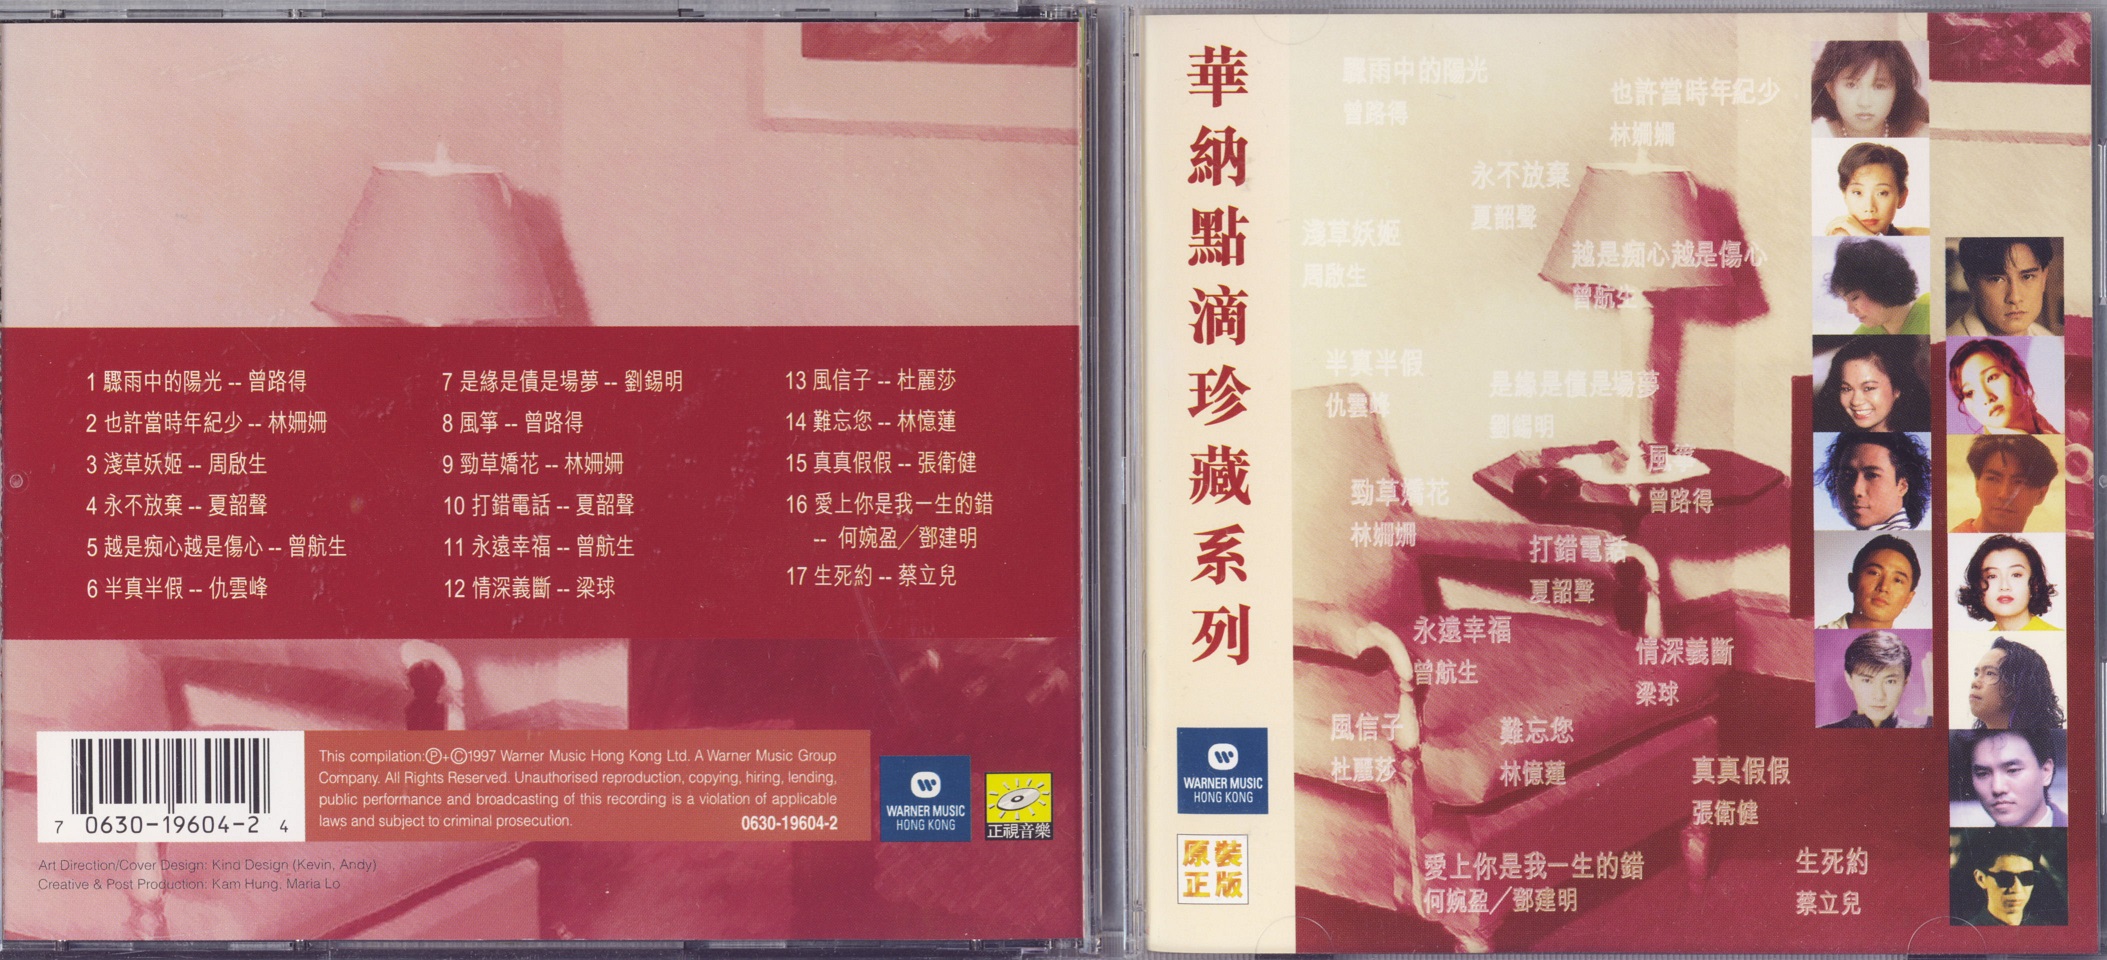 1 驟雨中的陽光 -- 曾路得
2 也許當時年紀少 -- 林姍姍
3 淺草妖姬 -- 周啟生
4 永不放棄 -- 夏韶聲
5 越是痴心越是傷心 -- 曾航生
6 半真半假 -- 仇雲峰
7 是緣是債是場夢 -- 劉錫明
8 風箏 -- 曾路得
9 勁草嬌花 -- 林姍姍
10 打錯電話 -- 夏韶聲
11 永遠幸福 -- 曾航生
12 情深義斷 -- 梁球
13 風信子 -- 杜麗莎
14 難忘您 -- 林憶蓮
15 真真假假 -- 張衛健
16 愛上你是我一生的錯
-- 何婉盈／鄧建明
17 生死約 -- 蔡立兒
7 0630-19604-2 4
This compilation:Ⓟ+Ⓒ1997 Warner Music Hong Kong Ltd. A Warner Music Group
Company. All Rights Reserved. Unauthorised reproduction, copying, hiring, lending,
public performance and broadcasting of this recording is a violation of applicable
laws and subject to criminal prosecution.
0630-19604-2
WARNER MUSIC
HONG KONG
正視音樂
Art Direction/Cover Design: Kind Design (Kevin, Andy)
Creative & Post Production: Kam Hung, Maria Lo
華納點滴珍藏系列
WARNER MUSIC
HONG KONG
原裝
正版
驟雨中的陽光
曾路得
也許當時年紀少
林姍姍
永不放棄
夏韶聲
淺草妖姬
周啟生
越是痴心越是傷心
曾航生
半真半假
仇雲峰
是緣是債是場夢
劉錫明
風箏
曾路得
勁草嬌花
林姍姍
打錯電話
夏韶聲
永遠幸福
曾航生
情深義斷
梁球
風信子
杜麗莎
難忘您
林憶蓮
真真假假
張衛健
愛上你是我一生的錯
何婉盈／鄧建明
生死約
蔡立兒